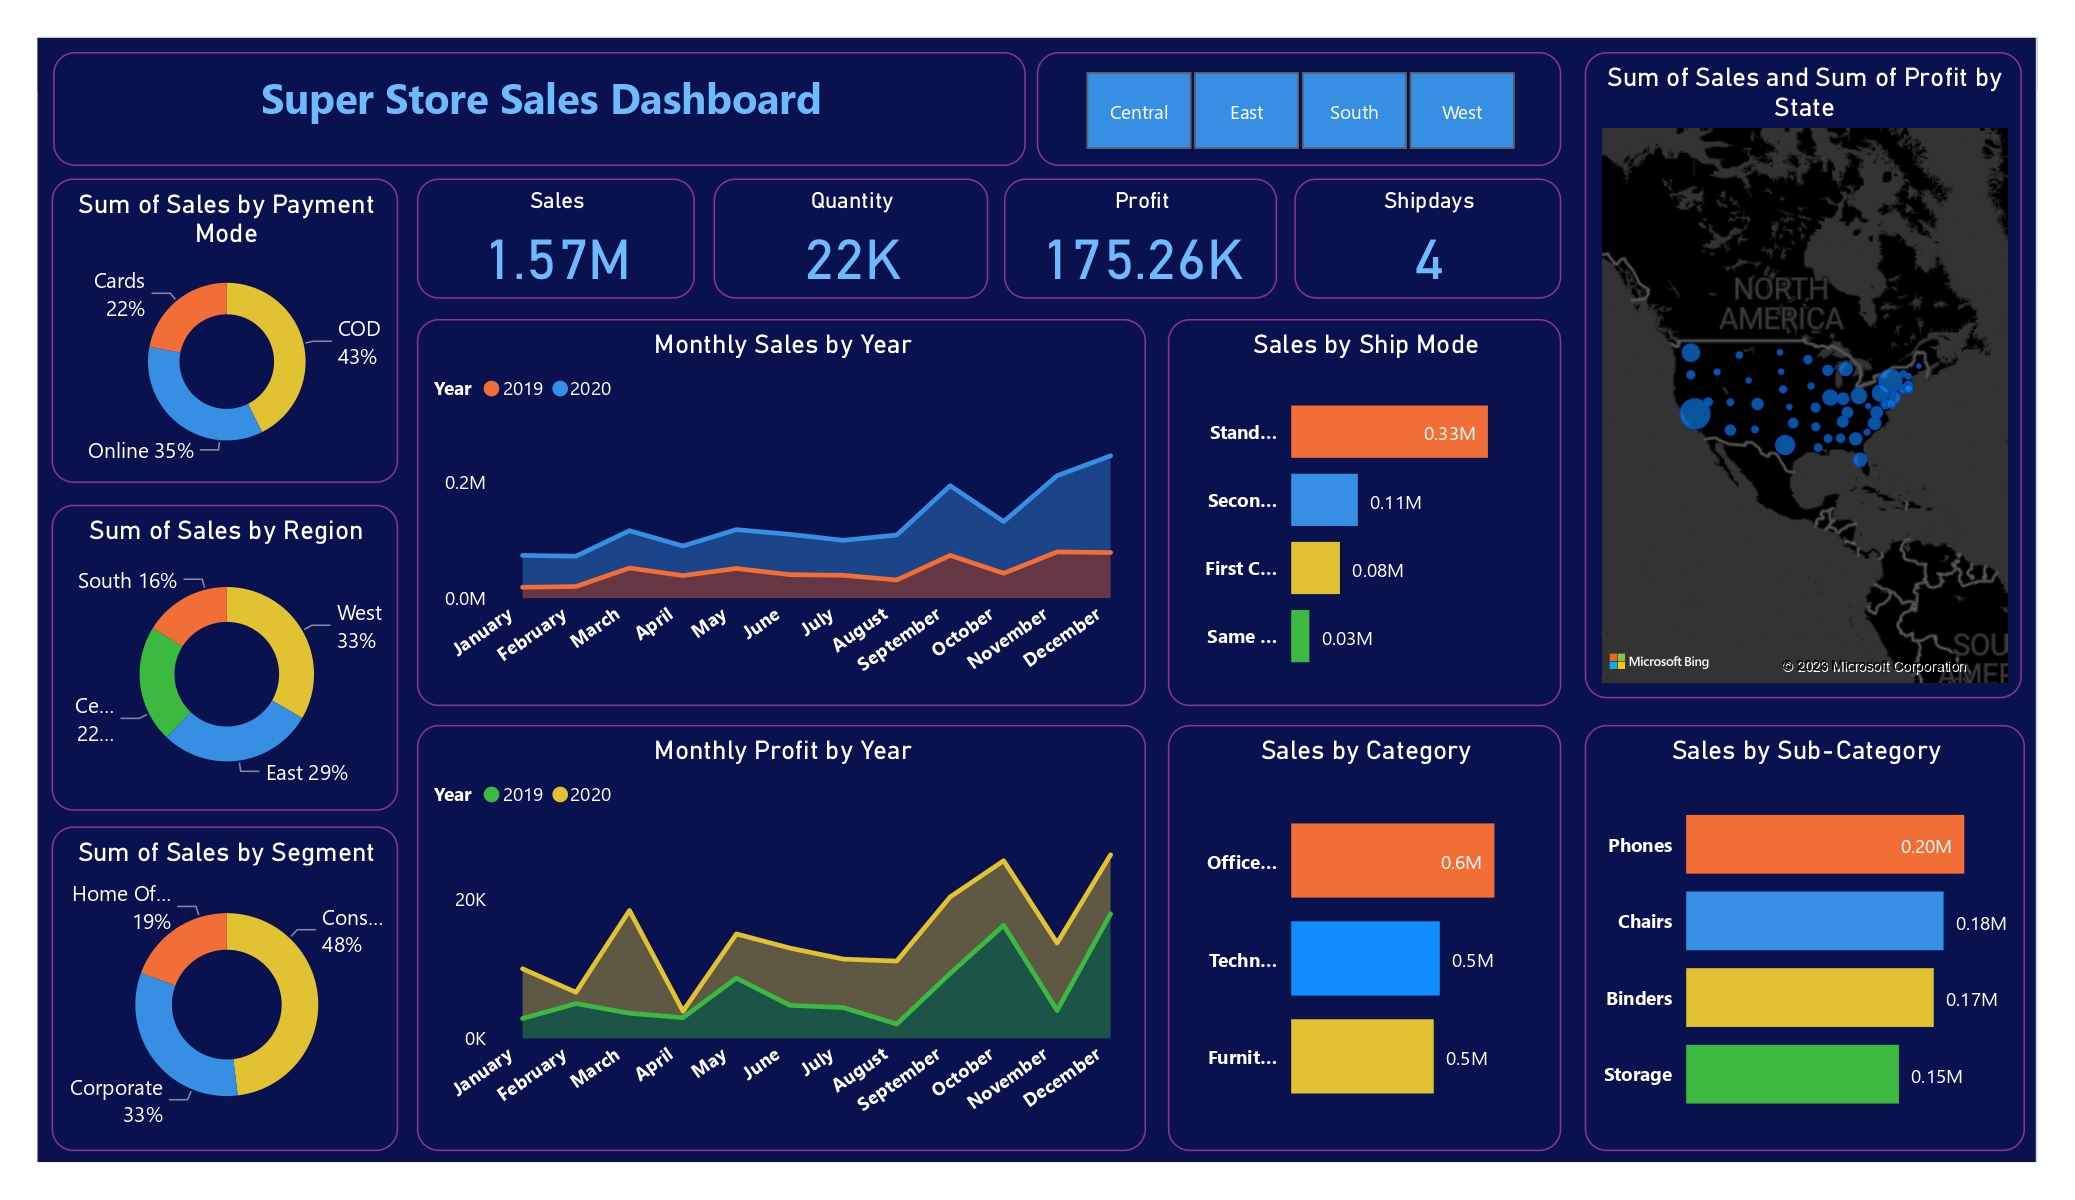 Super Store Sales Dashboard
Central
East
South
West
Sum of Sales and Sum of Profit by
State
NORTH
AMERICA
SOU
AMER
Microsoft Bing
© 2023 Microsoft Corporation
Sum of Sales by Payment
Mode
Cards
22%
COD
43%
Online 35%
Sales
1.57M
Quantity
22K
Profit
175.26K
Shipdays
4
Monthly Sales by Year
Year 2019 2020
0.2M
0.0M
January
February
March
April
May
June
July
August
September
October
November
December
Sales by Ship Mode
Stand... 0.33M
Secon... 0.11M
First C... 0.08M
Same ... 0.03M
Sum of Sales by Region
South 16%
West
33%
Ce...
22...
East 29%
Sum of Sales by Segment
Home Of...
19%
Cons...
48%
Corporate
33%
Monthly Profit by Year
Year 2019 2020
20K
0K
January
February
March
April
May
June
July
August
September
October
November
December
Sales by Category
Office... 0.6M
Techn... 0.5M
Furnit... 0.5M
Sales by Sub-Category
Phones 0.20M
Chairs 0.18M
Binders 0.17M
Storage 0.15M